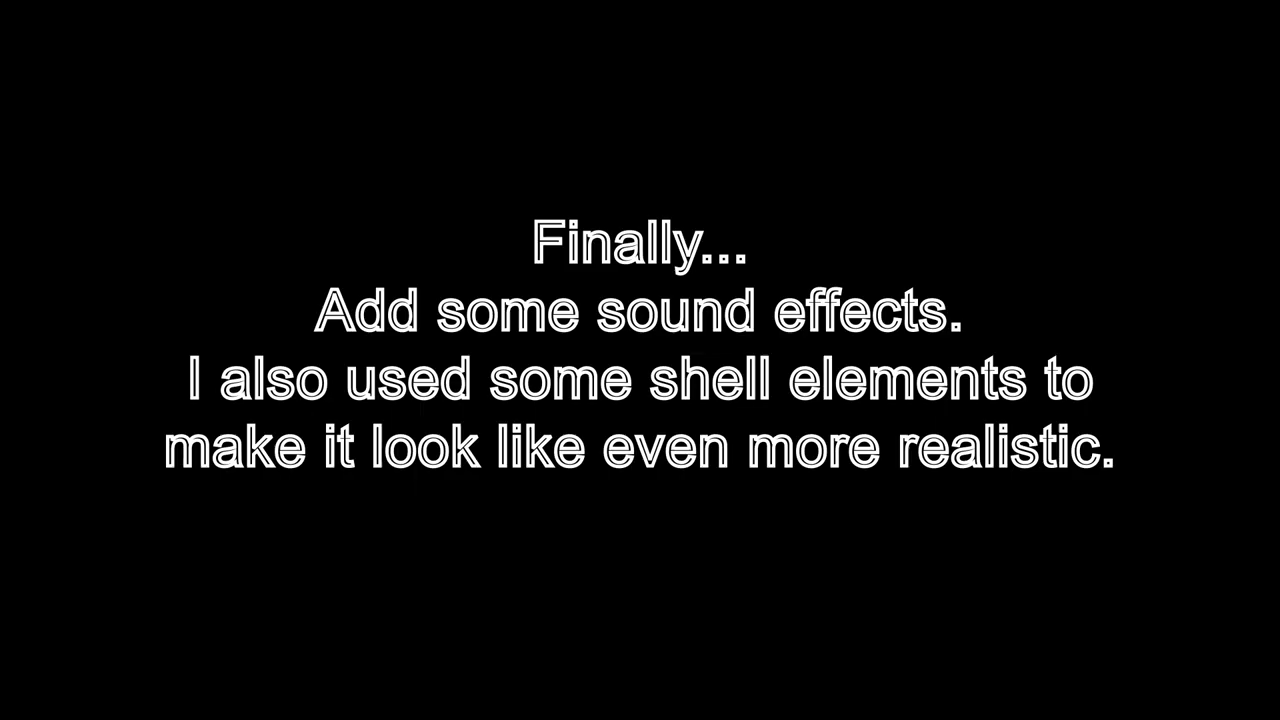 Finally...
Add some sound effects.
I also used some shell elements to
make it look like even more realistic.